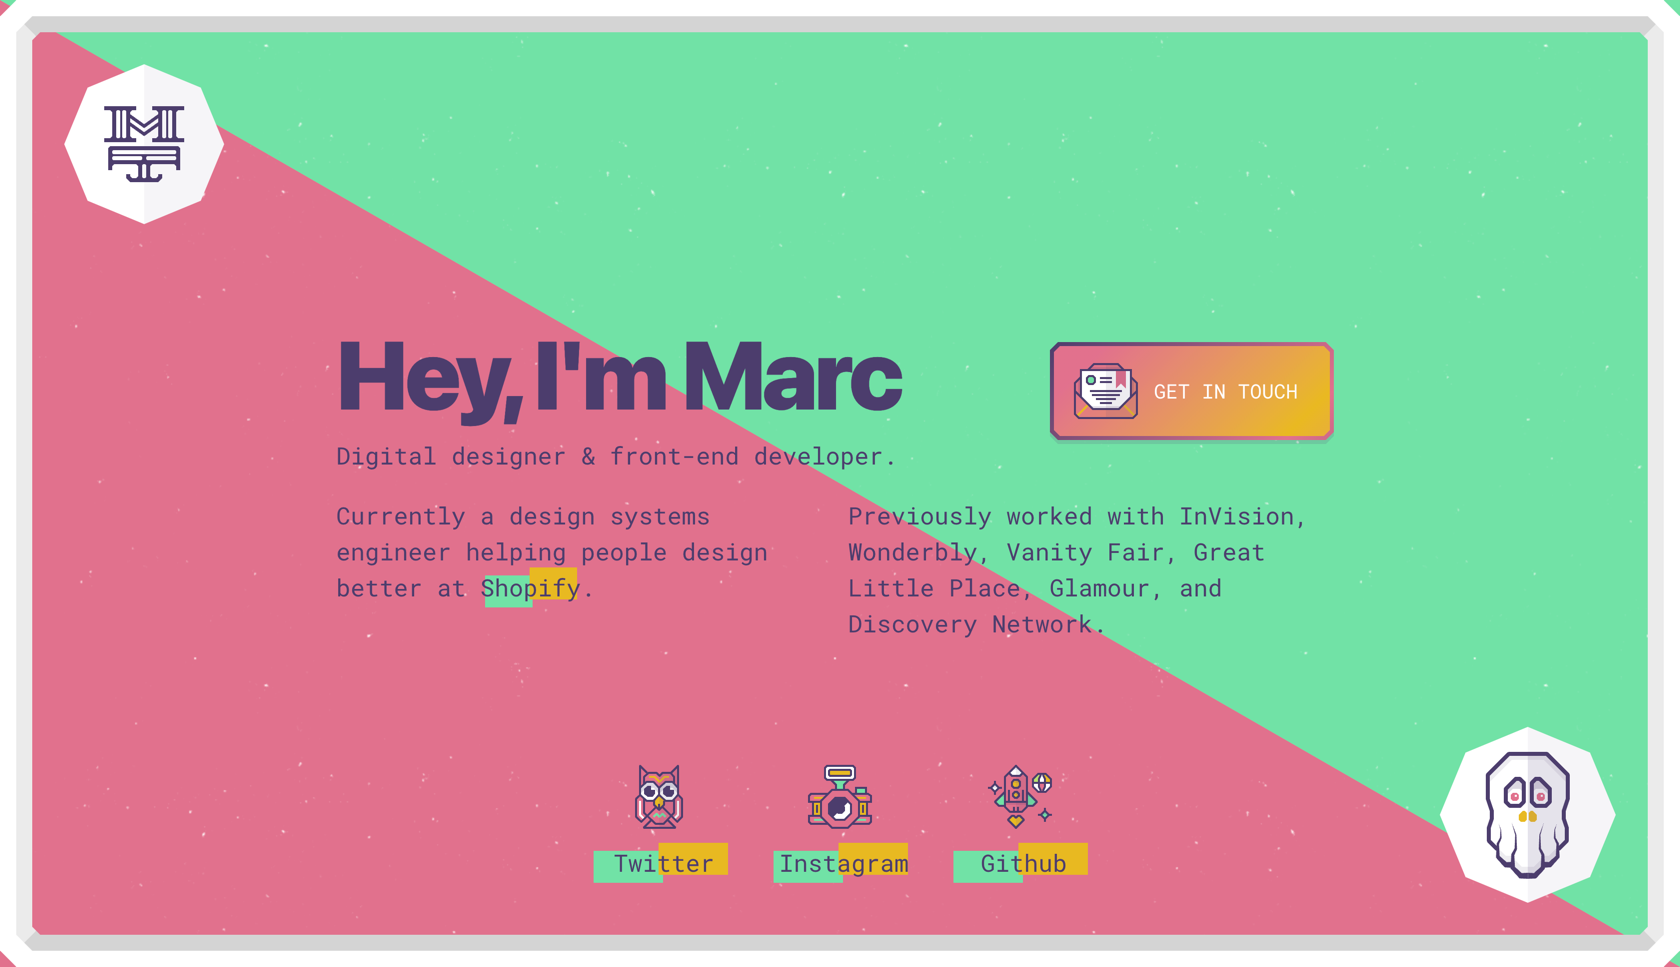 MT
Hey, I'm Marc
GET IN TOUCH
Digital designer & front-end developer.
Currently a design systems
engineer helping people design
better at Shopify.
Previously worked with InVision,
Wonderbly, Vanity Fair, Great
Little Place, Glamour, and
Discovery Network.
Twitter
Instagram
Github